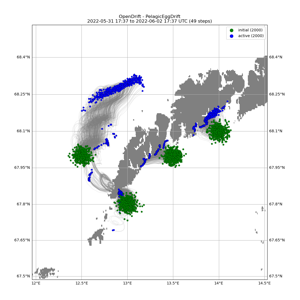 OpenDrift - PelagicEggDrift
2022-05-31 17:37 to 2022-06-02 17:37 UTC (49 steps)
initial (2000)
active (2000)
68.4°N
68.25°N
68.1°N
67.95°N
67.8°N
67.65°N
67.5°N
68.4°N
68.25°N
68.1°N
67.95°N
67.8°N
67.65°N
67.5°N
12°E
12.5°E
13°E
13.5°E
14°E
14.5°E